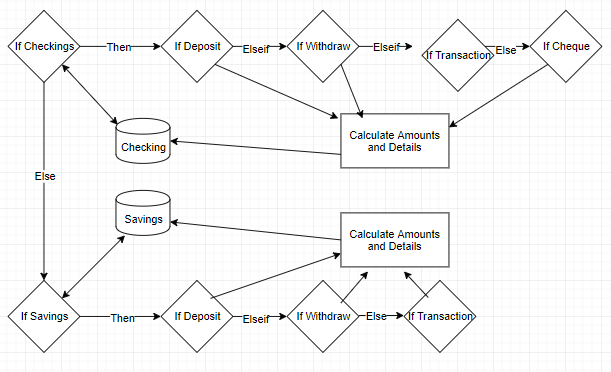 If Checkings
Then
If Deposit
Elseif
If Withdraw
Elseif
If Transaction
Else
If Cheque
Checking
Calculate Amounts
and Details
Else
Savings
Calculate Amounts
and Details
If Savings
Then
If Deposit
Elseif
If Withdraw
Else
If Transaction